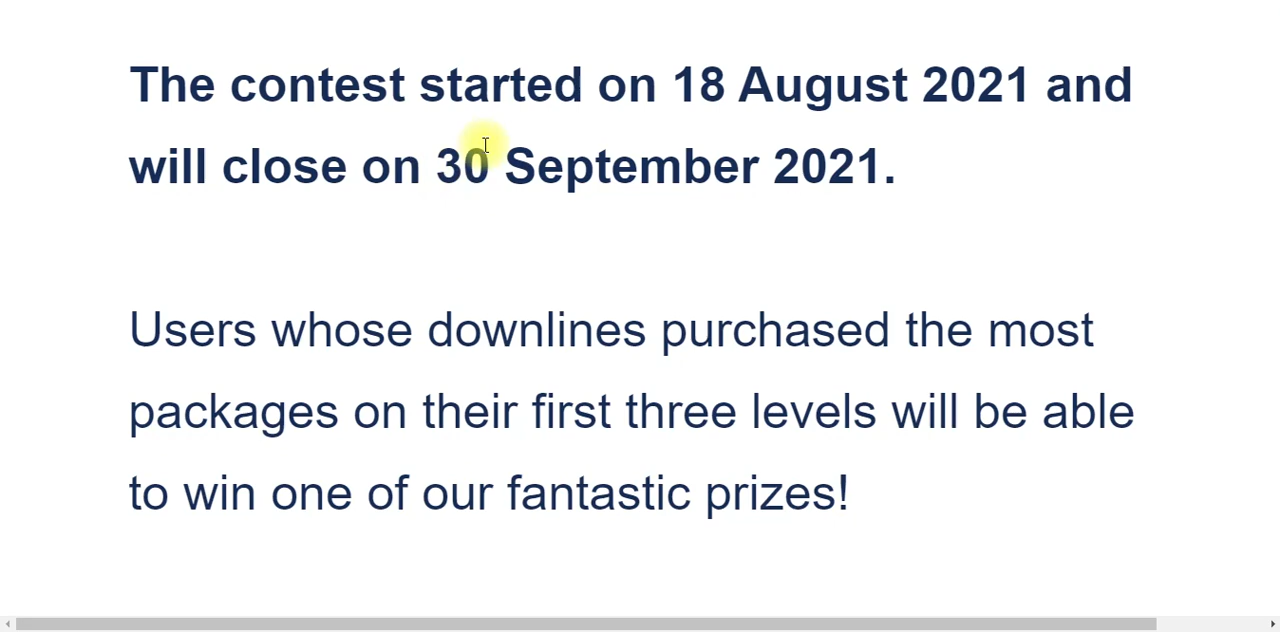 The contest started on 18 August 2021 and
will close on 30 September 2021.
Users whose downlines purchased the most
packages on their first three levels will be able
to win one of our fantastic prizes!